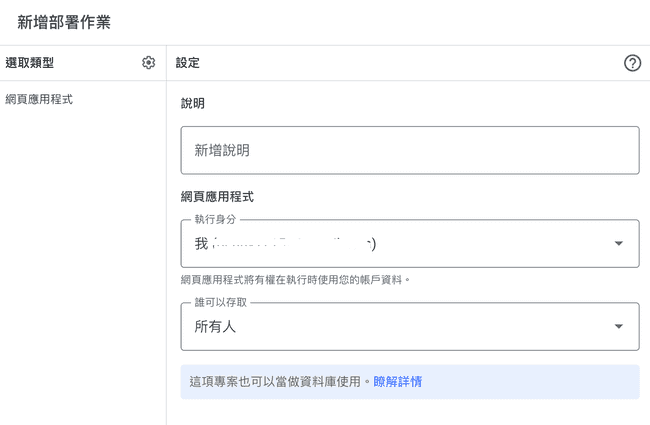 新增部署作業
選取類型
設定
網頁應用程式
說明
新增說明
網頁應用程式
執行身分
我
網頁應用程式將有權在執行時使用您的帳戶資料。
誰可以存取
所有人
這項專案也可以當做資料庫使用。瞭解詳情